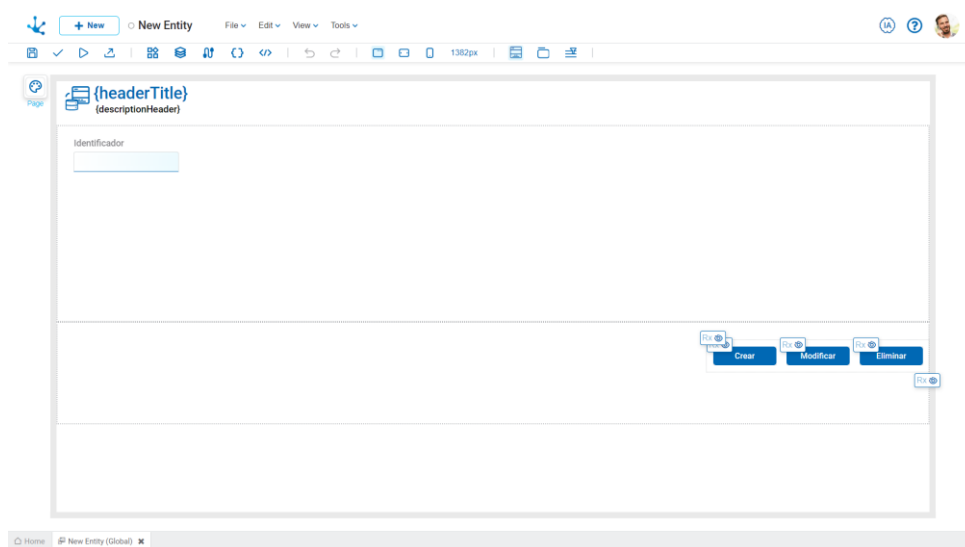 + New
New Entity
File
Edit
View
Tools
IA
?
1382px
Page
{headerTitle}
{descriptionHeader}
Identificador
Rx
Rx
Rx
Rx
Crear
Modificar
Eliminar
Rx
Home
New Entity (Global)